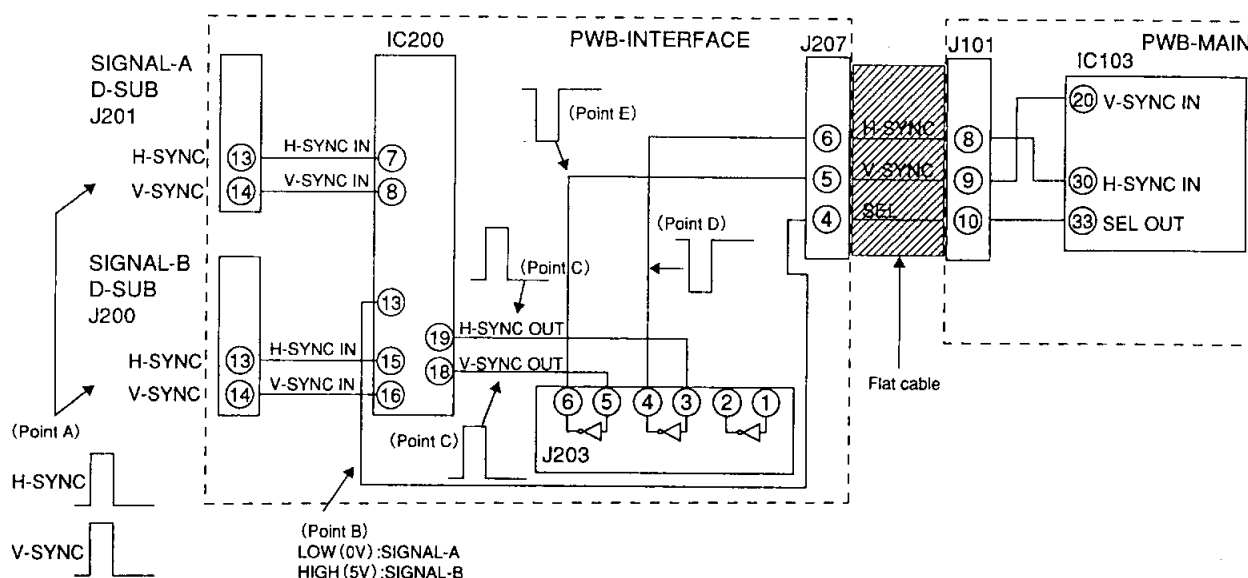 IC200
PWB-INTERFACE
J207
J101
PWB-MAIN
IC103
SIGNAL-A
D-SUB
J201
H-SYNC 13 H-SYNC IN 7
V-SYNC 14 V-SYNC IN 8
(Point E)
6 H-SYNC 8
5 V-SYNC 9
4 SEL 10
20 V-SYNC IN
30 H-SYNC IN
33 SEL OUT
SIGNAL-B
D-SUB
J200
(Point C)
(Point D)
13
19 H-SYNC OUT
18 V-SYNC OUT
H-SYNC 13 H-SYNC IN 15
V-SYNC 14 V-SYNC IN 16
Flat cable
6 5 4 3 2 1
J203
(Point C)
(Point A)
H-SYNC
V-SYNC
(Point B)
LOW (0V) :SIGNAL-A
HIGH (5V) :SIGNAL-B